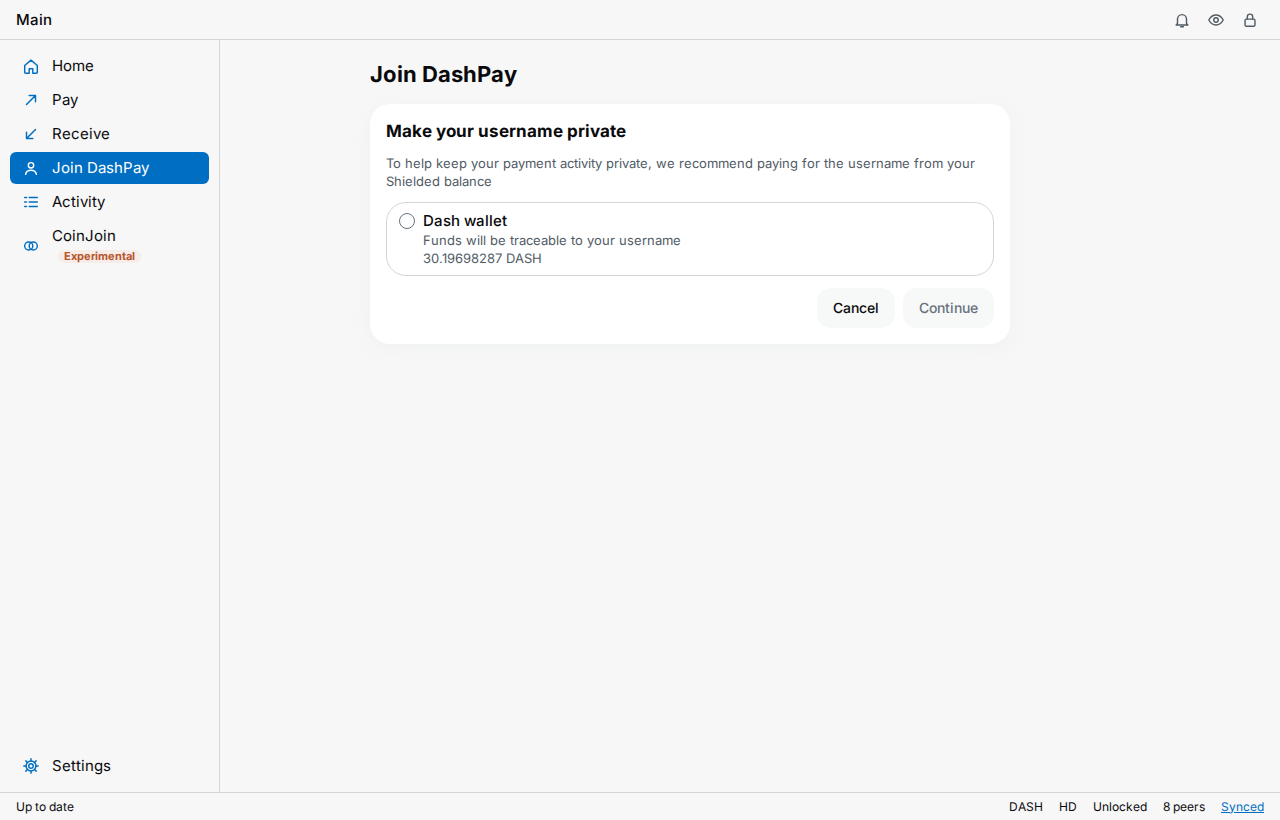 Main
Home
Pay
Receive
Join DashPay
Activity
CoinJoin
Experimental
Settings
Join DashPay
Make your username private
To help keep your payment activity private, we recommend paying for the username from your
Shielded balance
Dash wallet
Funds will be traceable to your username
30.19698287 DASH
Cancel
Continue
Up to date
DASH
HD
Unlocked
8 peers
Synced